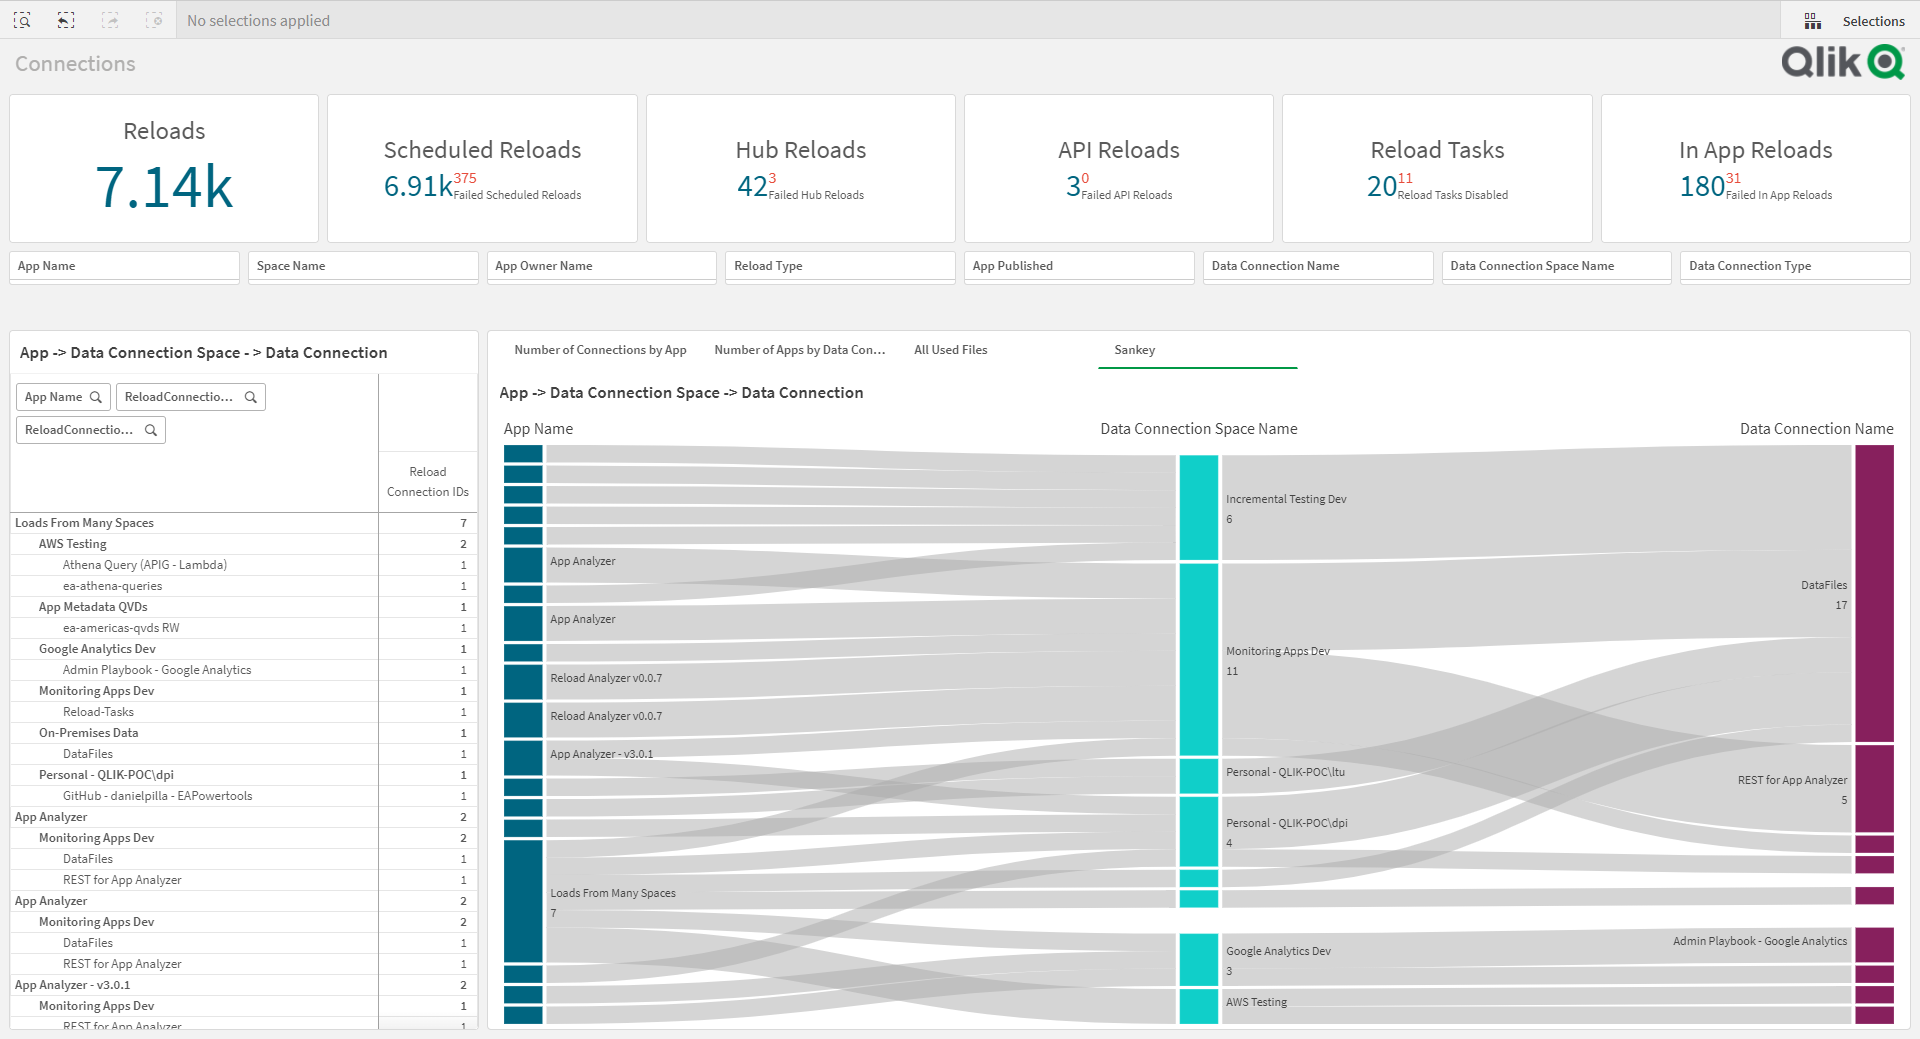 No selections applied
Selections
Connections
Qlik
Reloads
7.14k
Scheduled Reloads
6.91k 375
Failed Scheduled Reloads
Hub Reloads
42 3
Failed Hub Reloads
API Reloads
3 0
Failed API Reloads
Reload Tasks
20 11
Reload Tasks Disabled
In App Reloads
180 31
Failed In App Reloads
App Name
Space Name
App Owner Name
Reload Type
App Published
Data Connection Name
Data Connection Space Name
Data Connection Type
App -> Data Connection Space - > Data Connection
App Name
ReloadConnectio...
ReloadConnectio...
Reload
Connection IDs
Loads From Many Spaces 7
AWS Testing 2
Athena Query (APIG - Lambda) 1
ea-athena-queries 1
App Metadata QVDs 1
ea-americas-qvds RW 1
Google Analytics Dev 1
Admin Playbook - Google Analytics 1
Monitoring Apps Dev 1
Reload-Tasks 1
On-Premises Data 1
DataFiles 1
Personal - QLIK-POC\dpi 1
GitHub - danielpilla - EAPowertools 1
App Analyzer 2
Monitoring Apps Dev 2
DataFiles 1
REST for App Analyzer 1
App Analyzer 2
Monitoring Apps Dev 2
DataFiles 1
REST for App Analyzer 1
App Analyzer - v3.0.1 2
Monitoring Apps Dev 1
REST for App Analyzer 1
Number of Connections by App
Number of Apps by Data Con...
All Used Files
Sankey
App -> Data Connection Space -> Data Connection
App Name
Data Connection Space Name
Data Connection Name
App Analyzer
App Analyzer
Reload Analyzer v0.0.7
Reload Analyzer v0.0.7
App Analyzer - v3.0.1
Loads From Many Spaces
7
Incremental Testing Dev
6
Monitoring Apps Dev
11
Personal - QLIK-POC\ltu
Personal - QLIK-POC\dpi
4
Google Analytics Dev
3
AWS Testing
DataFiles
17
REST for App Analyzer
5
Admin Playbook - Google Analytics